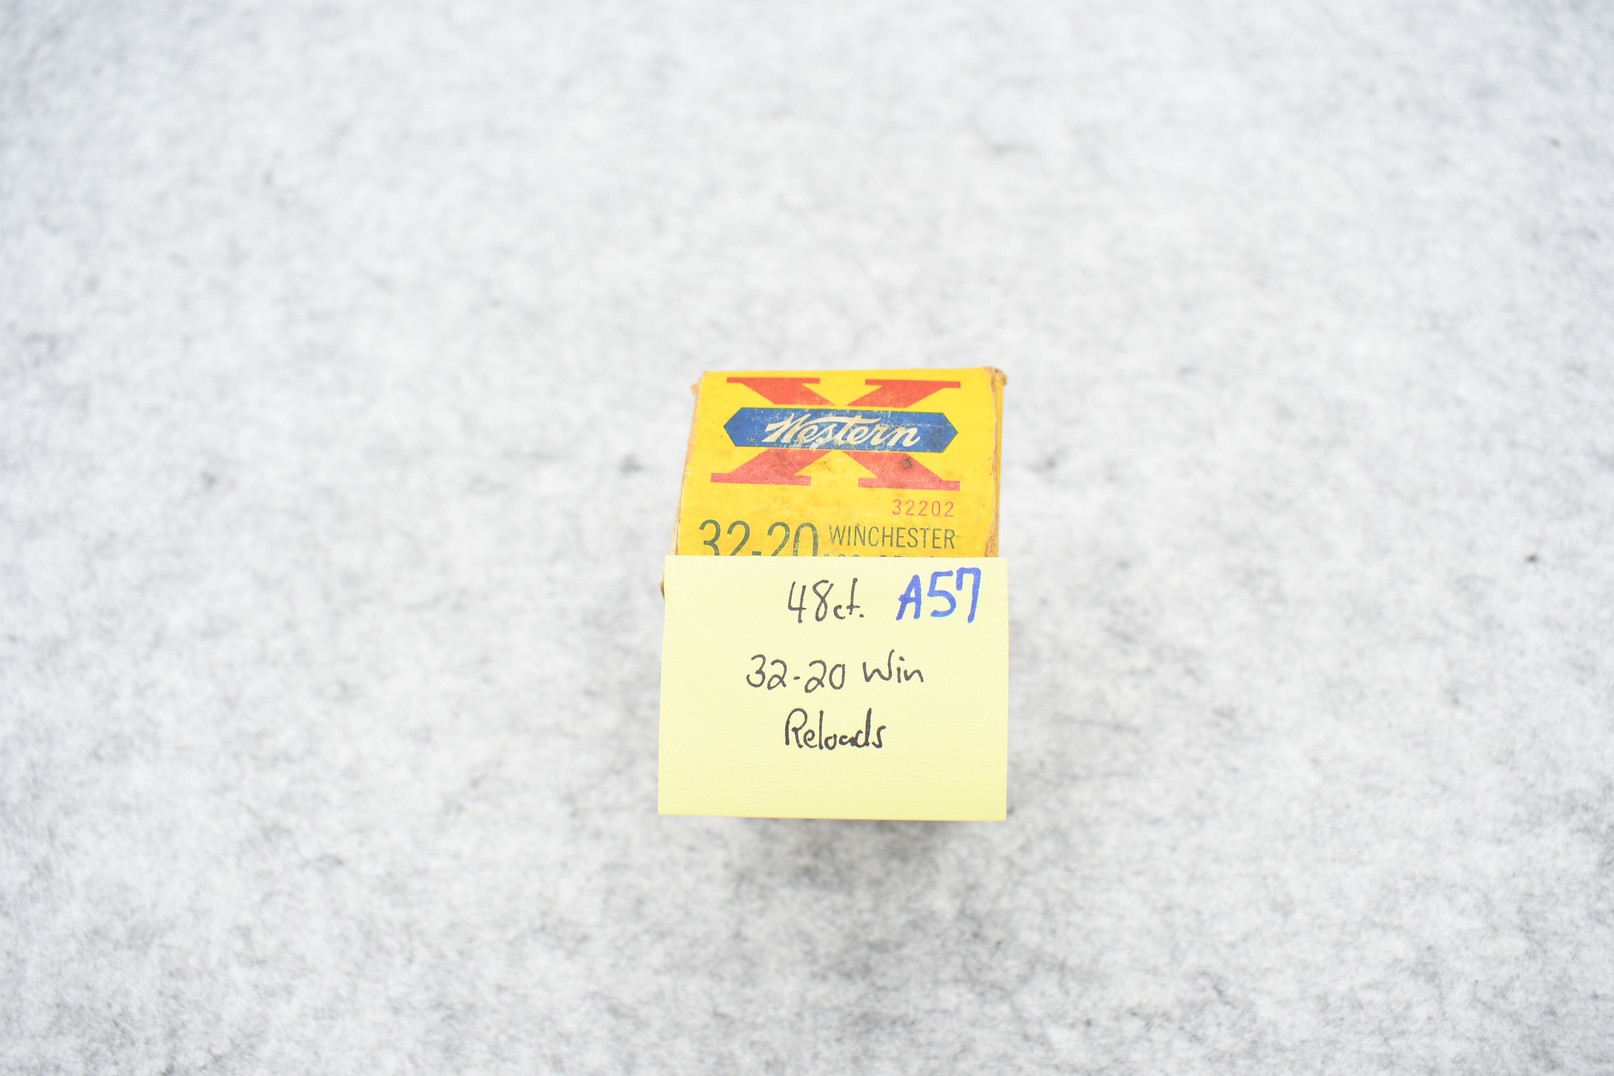 Western
32202
32-20 WINCHESTER
48ct. A57
32-20 Win
Reloads